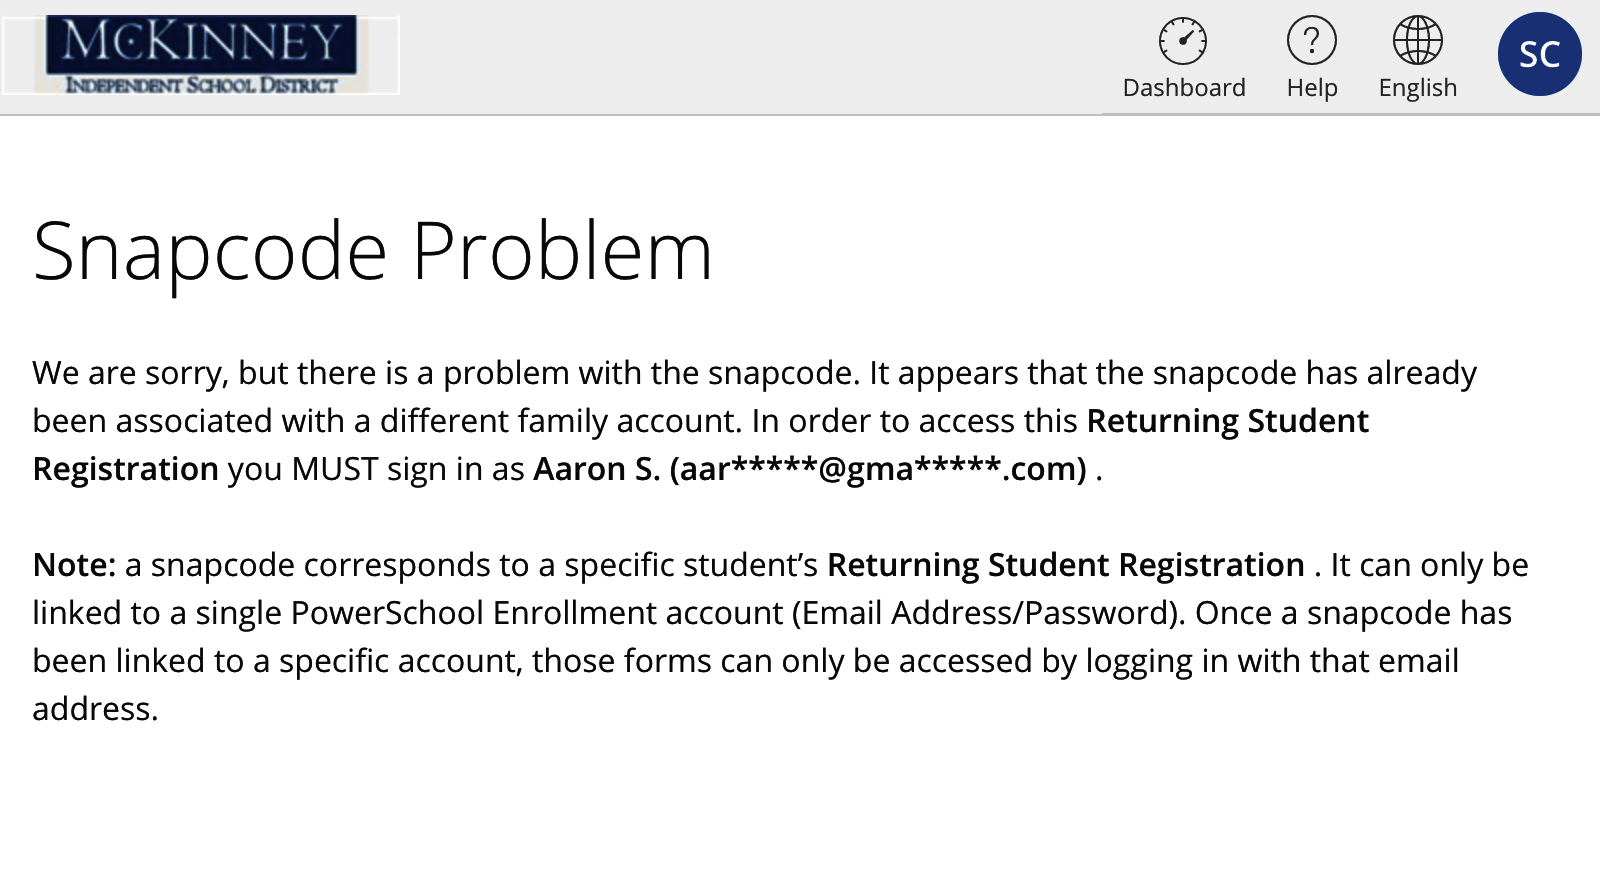 McKinney
Independent School District
Dashboard
Help
English
SC
Snapcode Problem
We are sorry, but there is a problem with the snapcode. It appears that the snapcode has already
been associated with a different family account. In order to access this Returning Student
Registration you MUST sign in as Aaron S. (aar*****@gma*****.com) .
Note: a snapcode corresponds to a specific student’s Returning Student Registration . It can only be
linked to a single PowerSchool Enrollment account (Email Address/Password). Once a snapcode has
been linked to a specific account, those forms can only be accessed by logging in with that email
address.